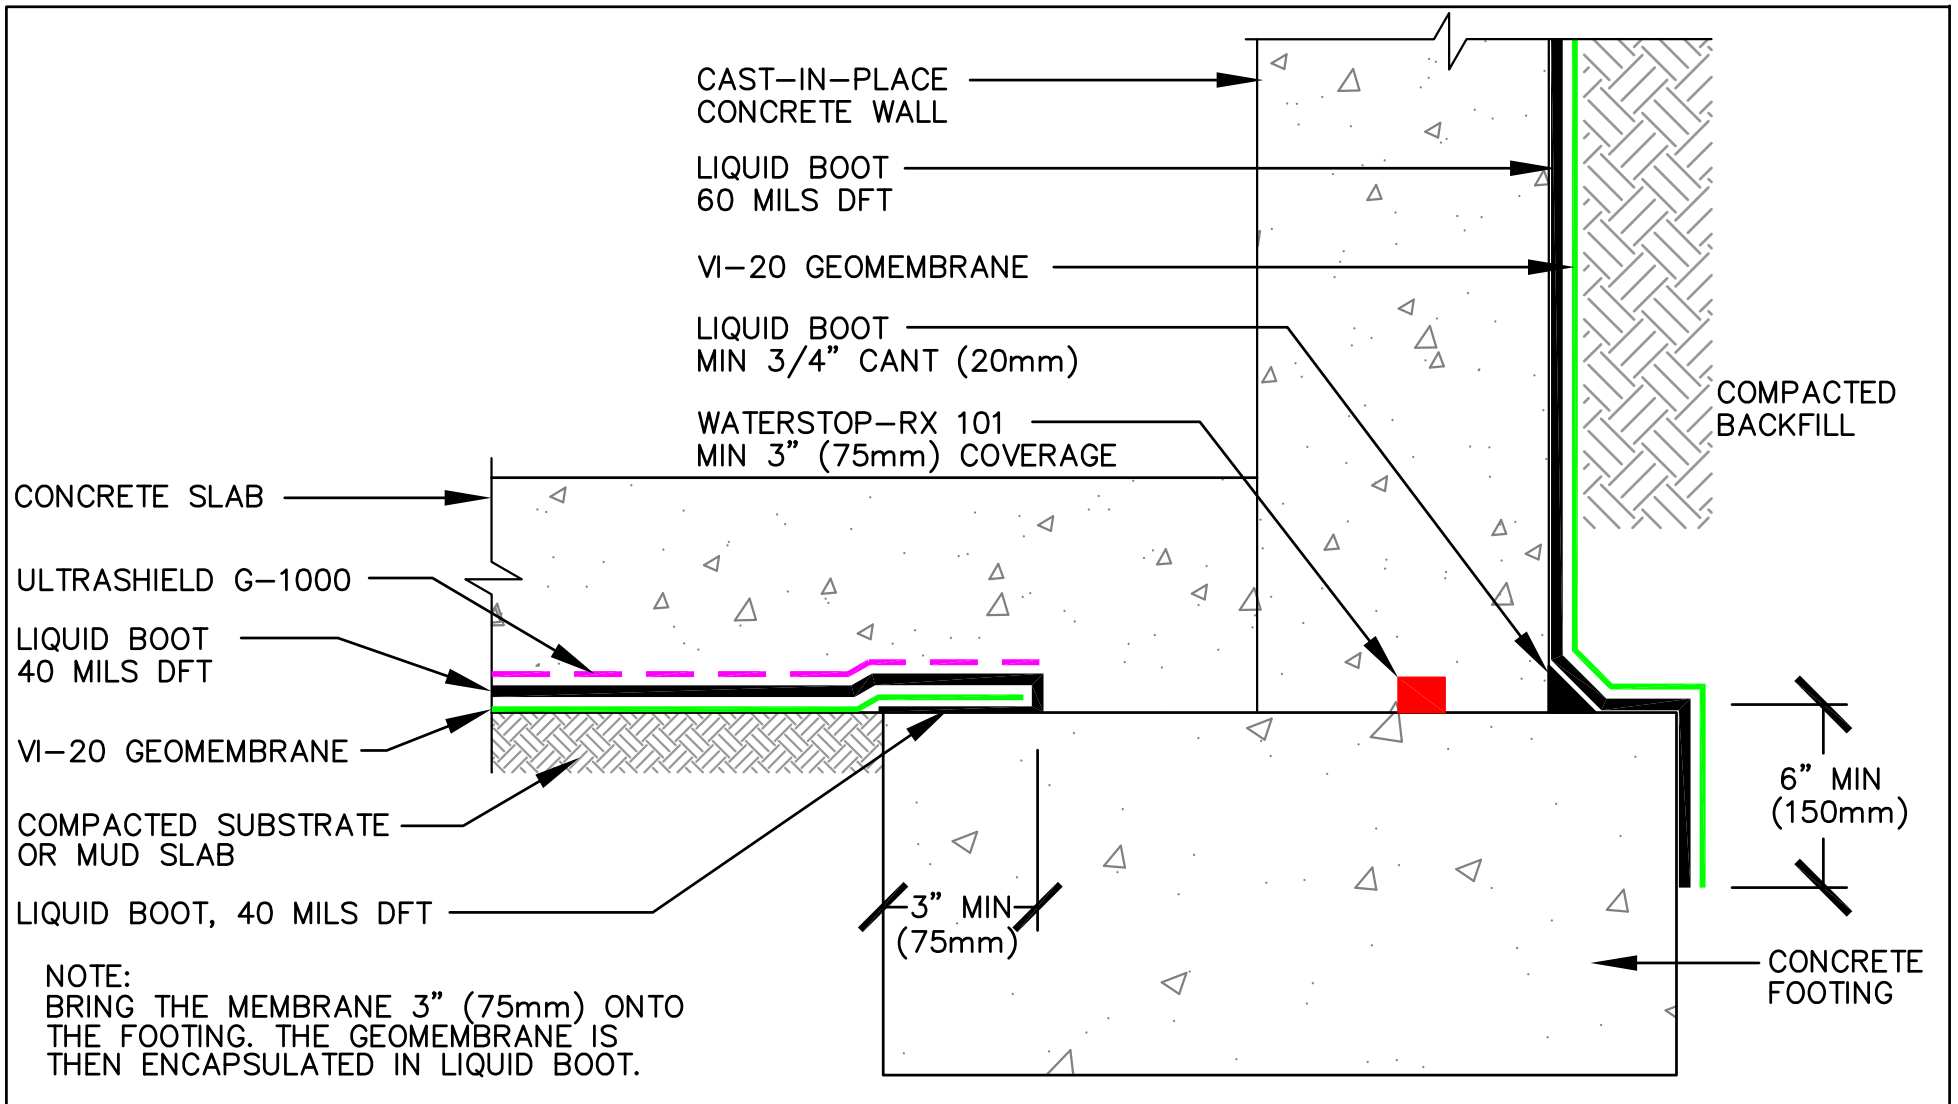 CAST-IN-PLACE
CONCRETE WALL
LIQUID BOOT
60 MILS DFT
VI-20 GEOMEMBRANE
LIQUID BOOT
MIN 3/4" CANT (20mm)
WATERSTOP-RX 101
MIN 3" (75mm) COVERAGE
COMPACTED
BACKFILL
CONCRETE SLAB
ULTRASHIELD G-1000
LIQUID BOOT
40 MILS DFT
VI-20 GEOMEMBRANE
COMPACTED SUBSTRATE
OR MUD SLAB
LIQUID BOOT, 40 MILS DFT
3" MIN
(75mm)
6" MIN
(150mm)
CONCRETE
FOOTING
NOTE:
BRING THE MEMBRANE 3" (75mm) ONTO
THE FOOTING. THE GEOMEMBRANE IS
THEN ENCAPSULATED IN LIQUID BOOT.